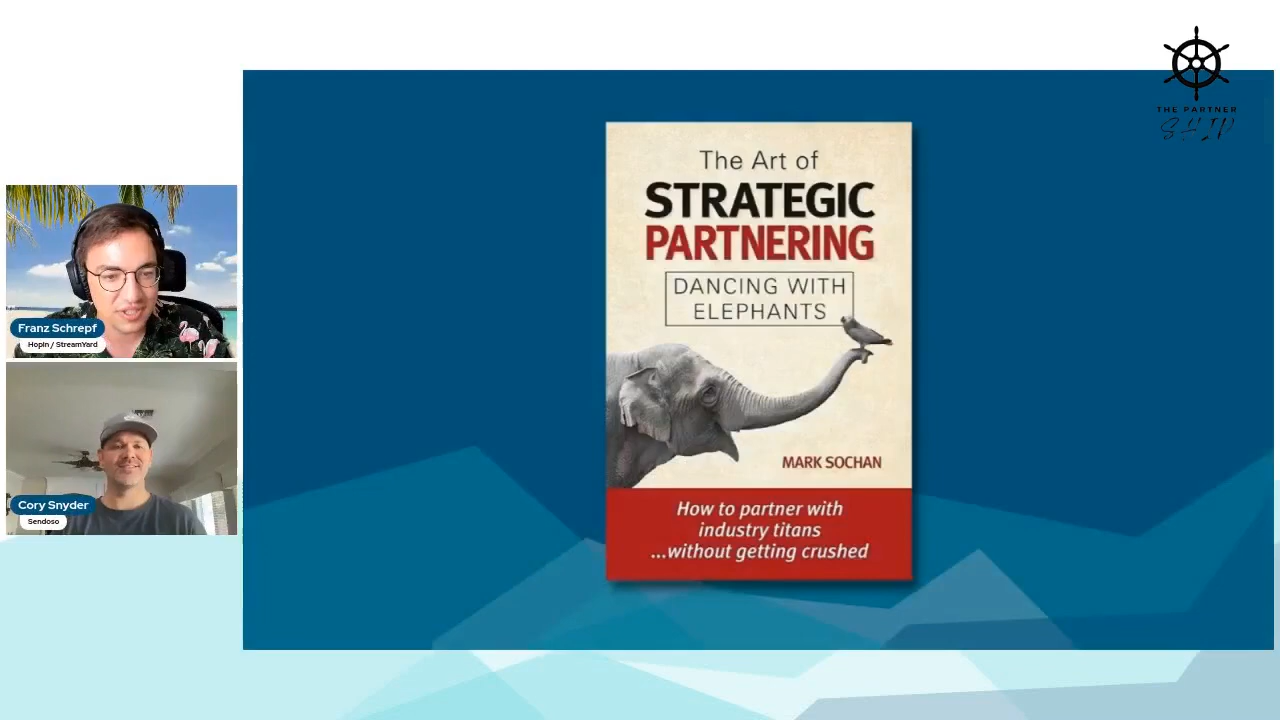 THE PARTNER
SHIP
The Art of
STRATEGIC
PARTNERING
DANCING WITH
ELEPHANTS
MARK SOCHAN
How to partner with
industry titans
...without getting crushed
Franz Schrepf
Hopin / StreamYard
Cory Snyder
Sendoso